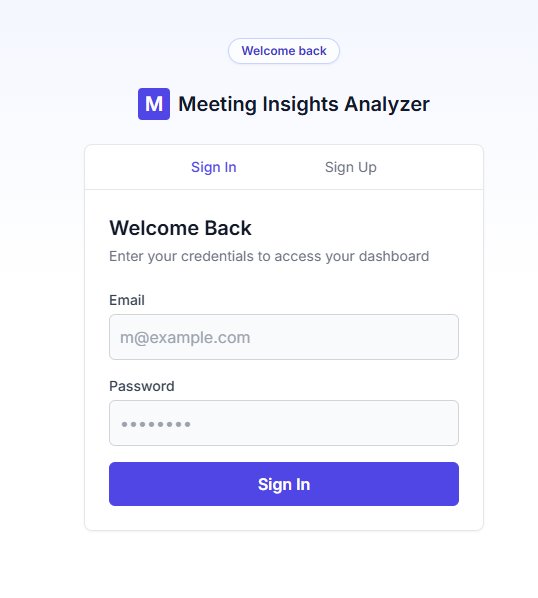 Welcome back
M Meeting Insights Analyzer
Sign In Sign Up
Welcome Back
Enter your credentials to access your dashboard
Email
m@example.com
Password
••••••••
Sign In